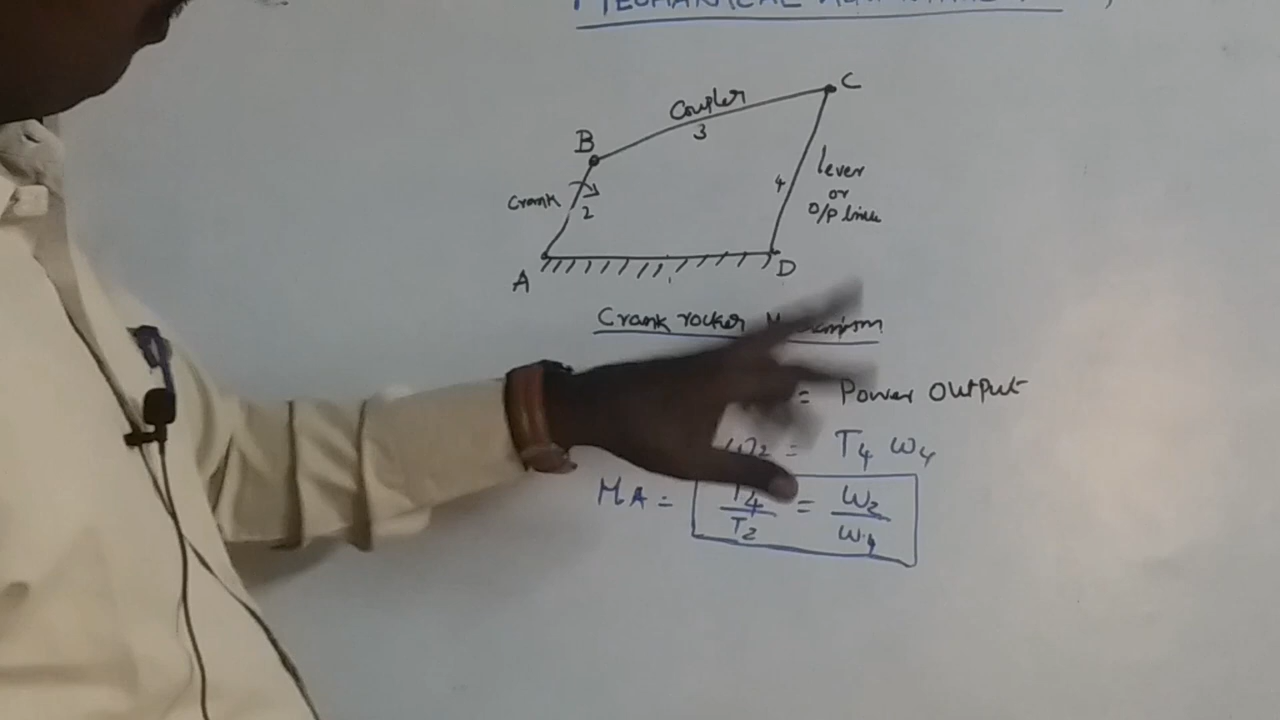 C
Coupler
3
B
lever
4
or
Crank
2
O/P link
A
D
Crank rocker
= Power Output
ω2 = T4 ω4
MA = T4/T2 = ω2/ω4